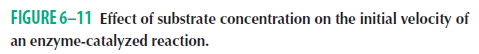 FIGURE 6–11 Effect of substrate concentration on the initial velocity of
an enzyme-catalyzed reaction.